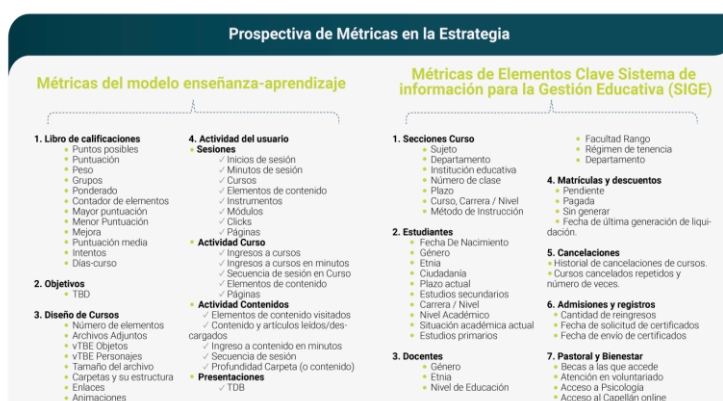 Prospectiva de Métricas en la Estrategia
Métricas del modelo enseñanza-aprendizaje
1. Libro de calificaciones
Puntos posibles
Puntuación
Peso
Grupos
Ponderado
Contador de elementos
Mayor puntuación
Menor Puntuación
Mejora
Puntuación media
Intentos
Días-curso
2. Objetivos
TBD
3. Diseño de Cursos
Número de elementos
Archivos Adjuntos
vTBE Objetos
vTBE Personajes
Tamaño del archivo
Carpetas y su estructura
Enlaces
Animaciones
4. Actividad del usuario
Sesiones
✓ Inicios de sesión
✓ Minutos de sesión
✓ Cursos
✓ Elementos de contenido
✓ Instrumentos
✓ Módulos
✓ Clicks
✓ Páginas
Actividad Curso
✓ Ingresos a cursos
✓ Ingresos a cursos en minutos
✓ Secuencia de sesión en Curso
✓ Elementos de contenido
✓ Páginas
Actividad Contenidos
✓ Elementos de contenido visitados
✓ Contenido y artículos leídos/des-
cargados
✓ Ingreso a contenido en minutos
✓ Secuencia de sesión
✓ Profundidad Carpeta (o contenido)
Presentaciones
✓ TDB
Métricas de Elementos Clave Sistema de
información para la Gestión Educativa (SIGE)
1. Secciones Curso
Sujeto
Departamento
Institución educativa
Número de clase
Plazo
Curso, Carrera / Nivel
Método de Instrucción
2. Estudiantes
Fecha De Nacimiento
Género
Etnia
Ciudadanía
Plazo actual
Estudios secundarios
Carrera / Nivel
Nivel Académico
Situación académica actual
Estudios primarios
3. Docentes
Género
Etnia
Nivel de Educación
Facultad Rango
Régimen de tenencia
Departamento
4. Matrículas y descuentos
Pendiente
Pagada
Sin generar
Fecha de última generación de liqui-
dación.
5. Cancelaciones
Historial de cancelaciones de cursos.
Cursos cancelados repetidos y
número de veces.
6. Admisiones y registros
Cantidad de reingresos
Fecha de solicitud de certificados
Fecha de envío de certificados
7. Pastoral y Bienestar
Becas a las que accede
Atención en voluntariado
Acceso a Psicología
Acceso al Capellán online